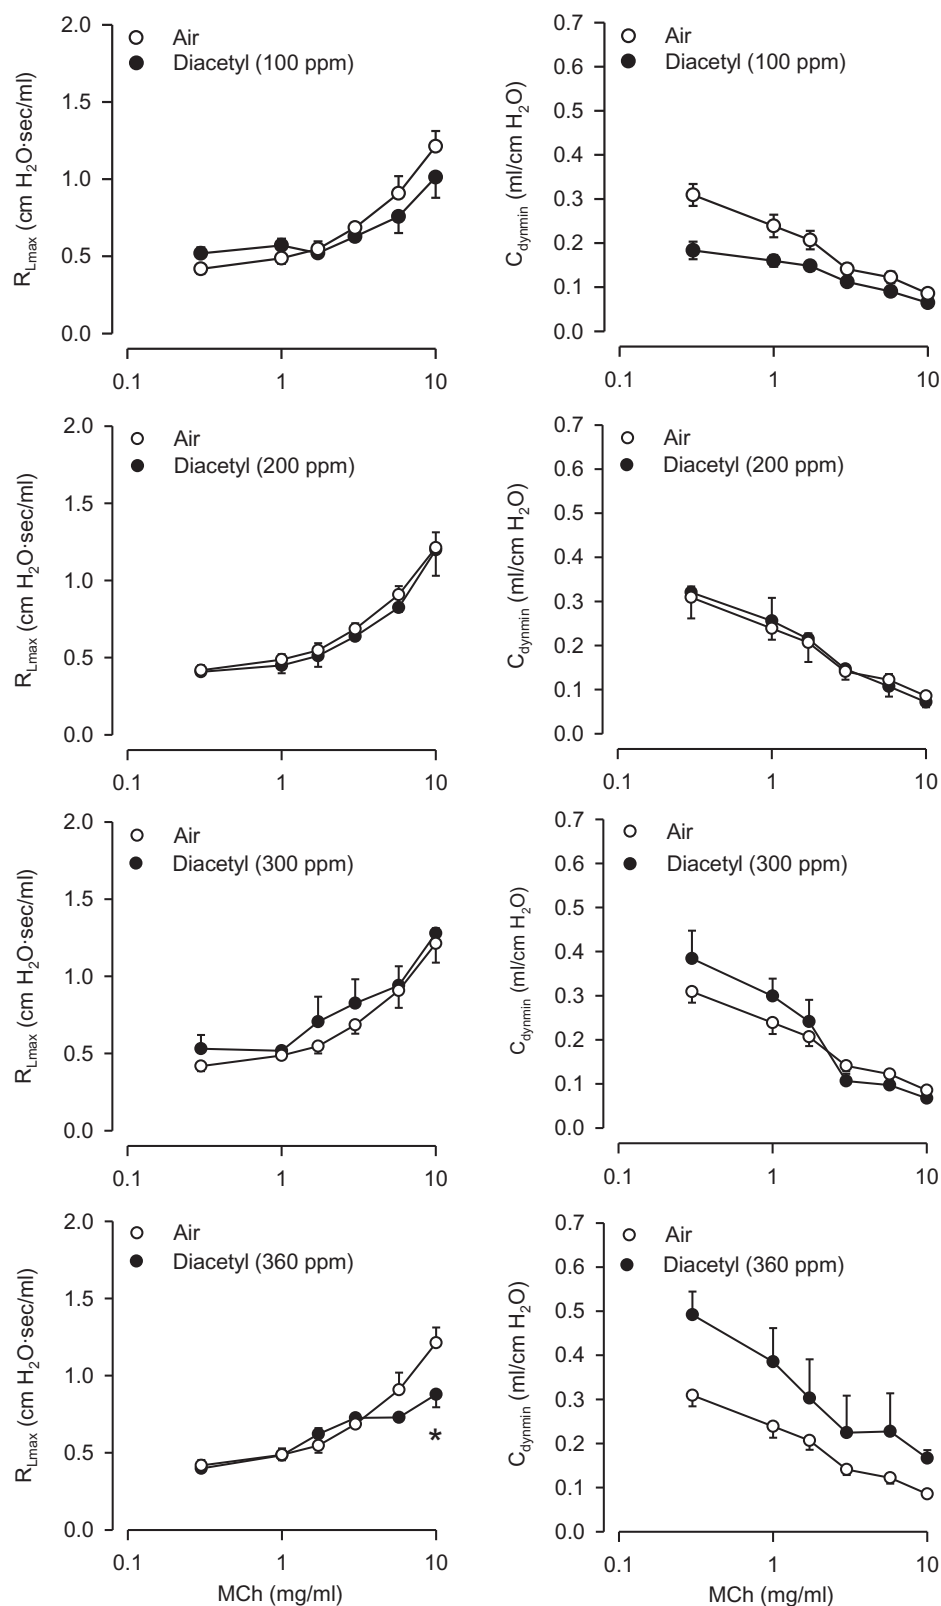 2.0
1.5
1.0
0.5
0.0
R_Lmax (cm H₂O·sec/ml)
Air
Diacetyl (100 ppm)
0.1 1 10
0.7
0.6
0.5
0.4
0.3
0.2
0.1
0.0
C_dynmin (ml/cm H₂O)
Air
Diacetyl (100 ppm)
0.1 1 10
2.0
1.5
1.0
0.5
0.0
R_Lmax (cm H₂O·sec/ml)
Air
Diacetyl (200 ppm)
0.1 1 10
0.7
0.6
0.5
0.4
0.3
0.2
0.1
0.0
C_dynmin (ml/cm H₂O)
Air
Diacetyl (200 ppm)
0.1 1 10
2.0
1.5
1.0
0.5
0.0
R_Lmax (cm H₂O·sec/ml)
Air
Diacetyl (300 ppm)
0.1 1 10
0.7
0.6
0.5
0.4
0.3
0.2
0.1
0.0
C_dynmin (ml/cm H₂O)
Air
Diacetyl (300 ppm)
0.1 1 10
2.0
1.5
1.0
0.5
0.0
R_Lmax (cm H₂O·sec/ml)
Air
Diacetyl (360 ppm)
*
0.1 1 10
MCh (mg/ml)
0.7
0.6
0.5
0.4
0.3
0.2
0.1
0.0
C_dynmin (ml/cm H₂O)
Air
Diacetyl (360 ppm)
0.1 1 10
MCh (mg/ml)